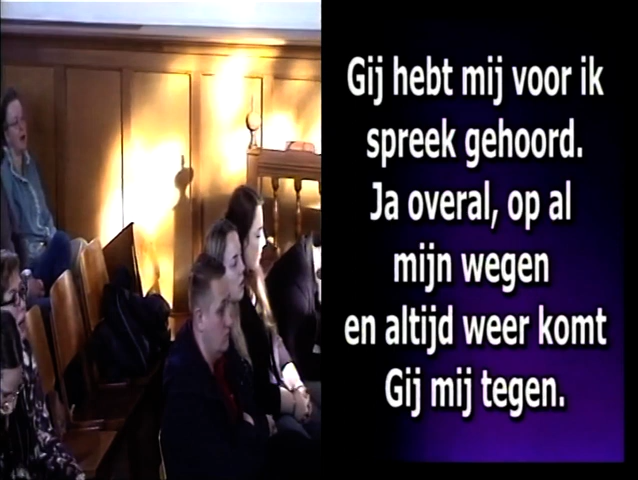 Gij hebt mij voor ik
spreek gehoord.
Ja overal, op al
mijn wegen
en altijd weer komt
Gij mij tegen.